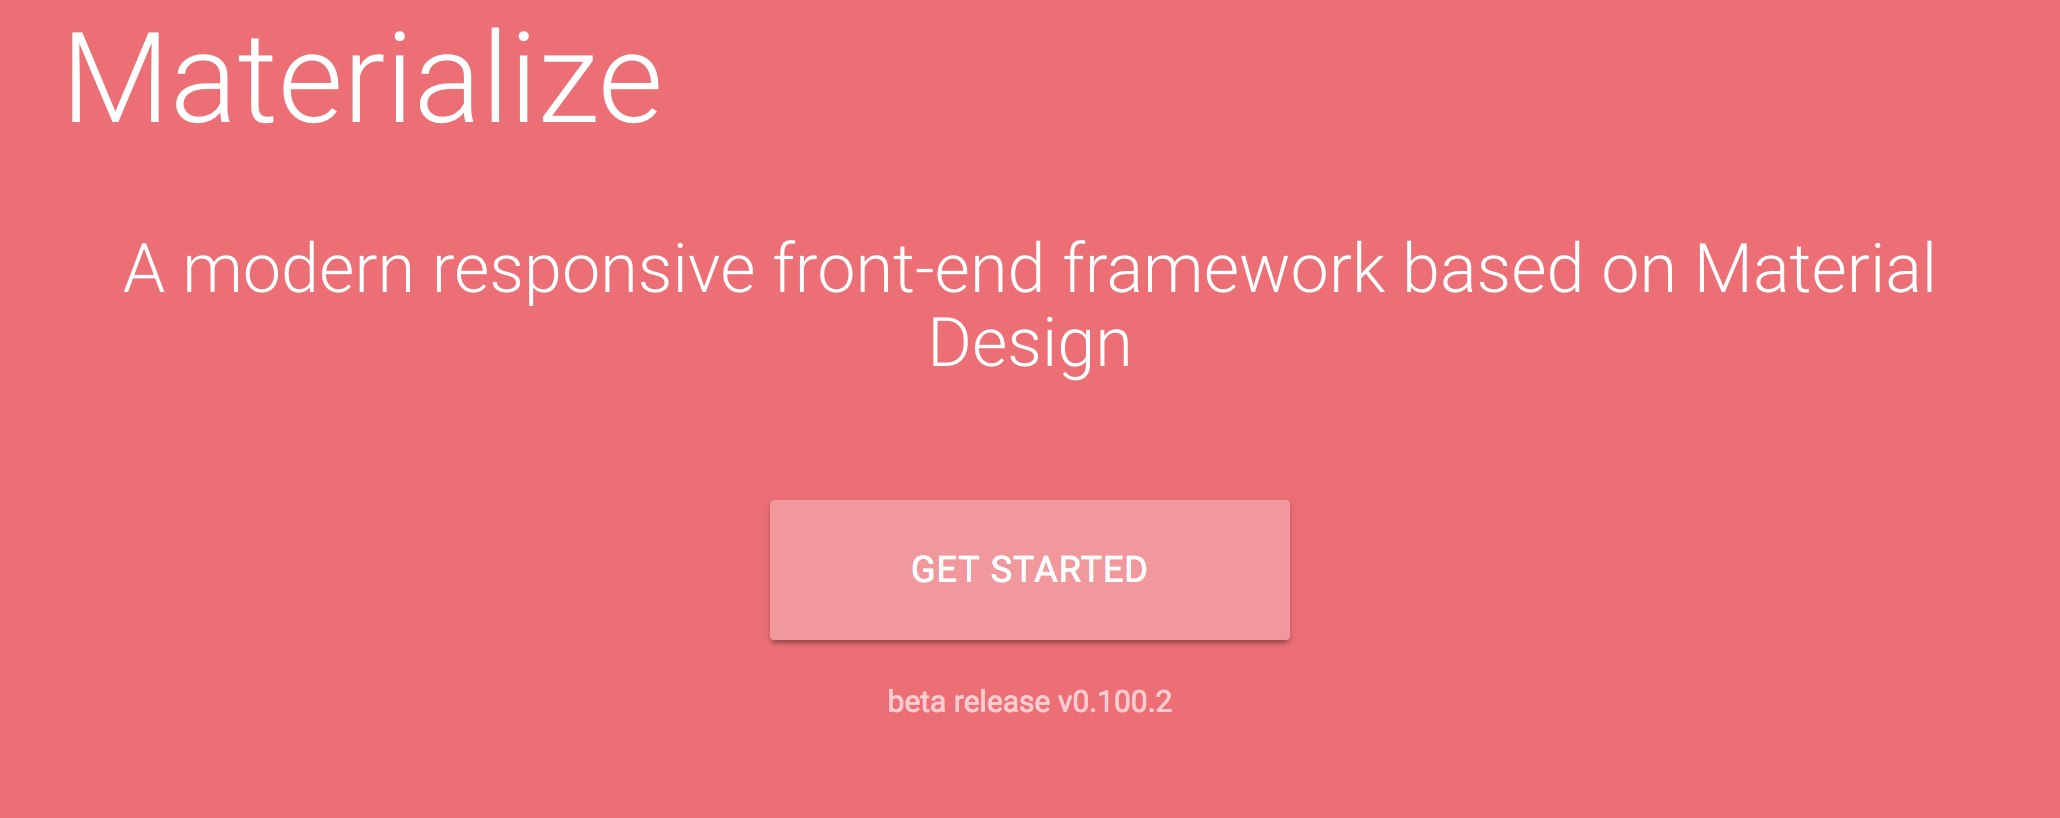 Materialize
A modern responsive front-end framework based on Material
Design
GET STARTED
beta release v0.100.2